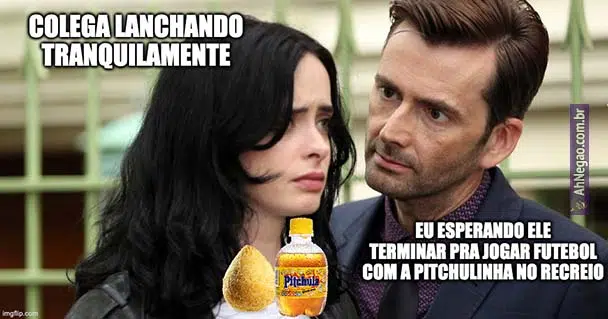 COLEGA LANCHANDO
TRANQUILAMENTE
AhNegao.com.br
EU ESPERANDO ELE
TERMINAR PRA JOGAR FUTEBOL
COM A PITCHULINHA NO RECREIO
Pitchula
imgflip.com